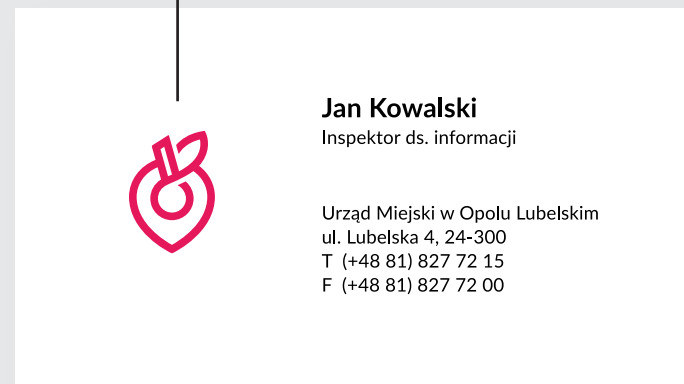 Jan Kowalski
Inspektor ds. informacji
Urząd Miejski w Opolu Lubelskim
ul. Lubelska 4, 24-300
T (+48 81) 827 72 15
F (+48 81) 827 72 00